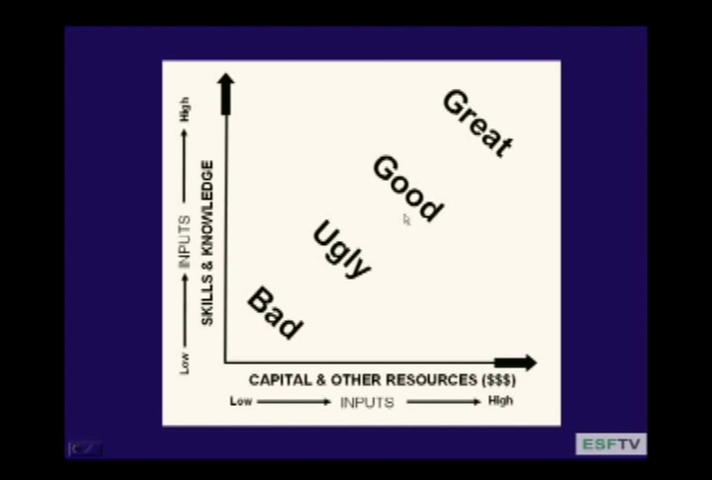 Great
Good
Ugly
Bad
High
INPUTS
Low
SKILLS & KNOWLEDGE
CAPITAL & OTHER RESOURCES ($$$)
Low INPUTS High
ESFTV